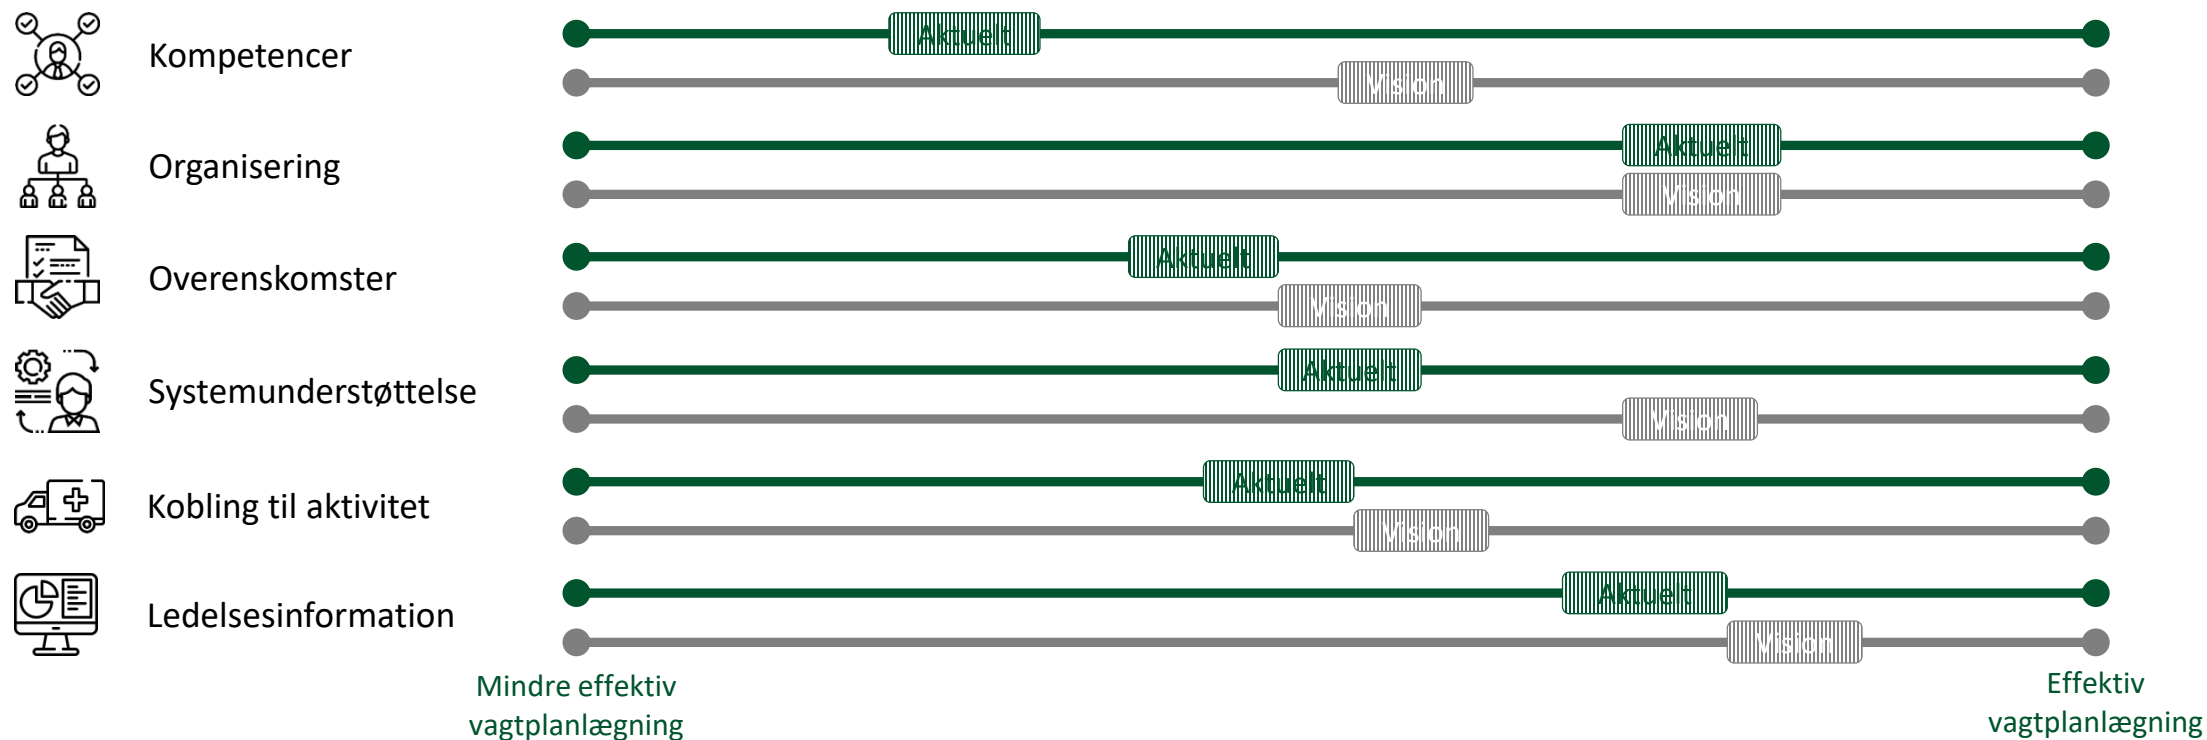 Kompetencer
Aktuelt
Vision
Organisering
Aktuelt
Vision
Overenskomster
Aktuelt
Vision
Systemunderstøttelse
Aktuelt
Vision
Kobling til aktivitet
Aktuelt
Vision
Ledelsesinformation
Aktuelt
Vision
Mindre effektiv
vagtplanlægning
Effektiv
vagtplanlægning